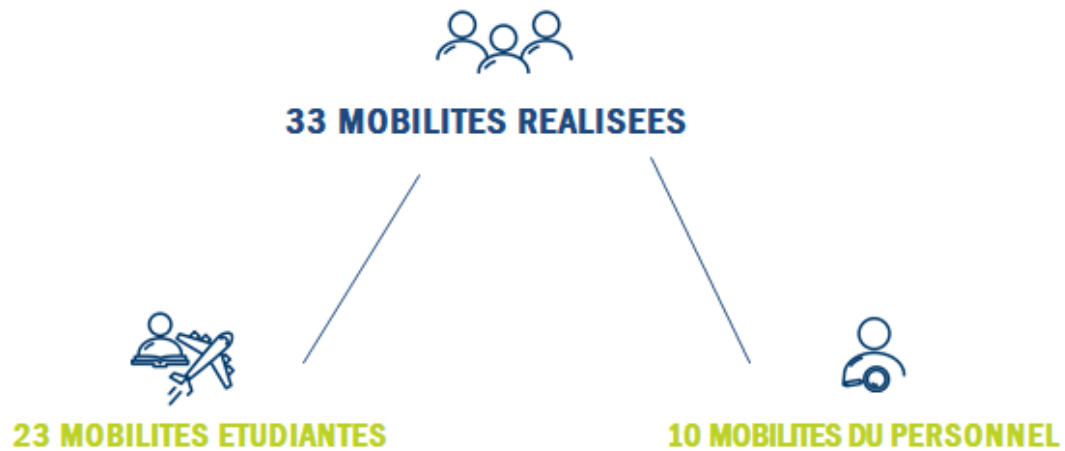 33 MOBILITES REALISEES
23 MOBILITES ETUDIANTES
10 MOBILITES DU PERSONNEL